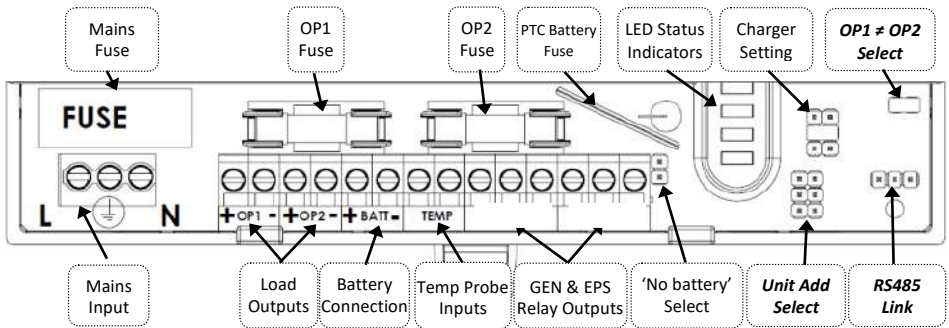 Mains
Fuse
OP1
Fuse
OP2
Fuse
PTC Battery
Fuse
LED Status
Indicators
Charger
Setting
OP1 ≠ OP2
Select
FUSE
L
N
+OP1 -
+OP2 -
+ BATT -
TEMP
Mains
Input
Load
Outputs
Battery
Connection
Temp Probe
Inputs
GEN & EPS
Relay Outputs
‘No battery’
Select
Unit Add
Select
RS485
Link